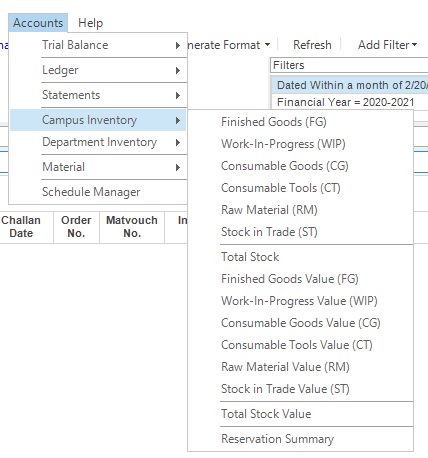 Accounts Help
Trial Balance
nerate Format Refresh Add Filter
Ledger
Filters
Statements
Dated Within a month of 2/20/
Financial Year = 2020-2021
Campus Inventory
Finished Goods (FG)
Department Inventory
Work-In-Progress (WIP)
Material
Consumable Goods (CG)
Schedule Manager
Consumable Tools (CT)
Raw Material (RM)
Challan Date
Order No.
Matvouch No.
In
Stock in Trade (ST)
Total Stock
Finished Goods Value (FG)
Work-In-Progress Value (WIP)
Consumable Goods Value (CG)
Consumable Tools Value (CT)
Raw Material Value (RM)
Stock in Trade Value (ST)
Total Stock Value
Reservation Summary